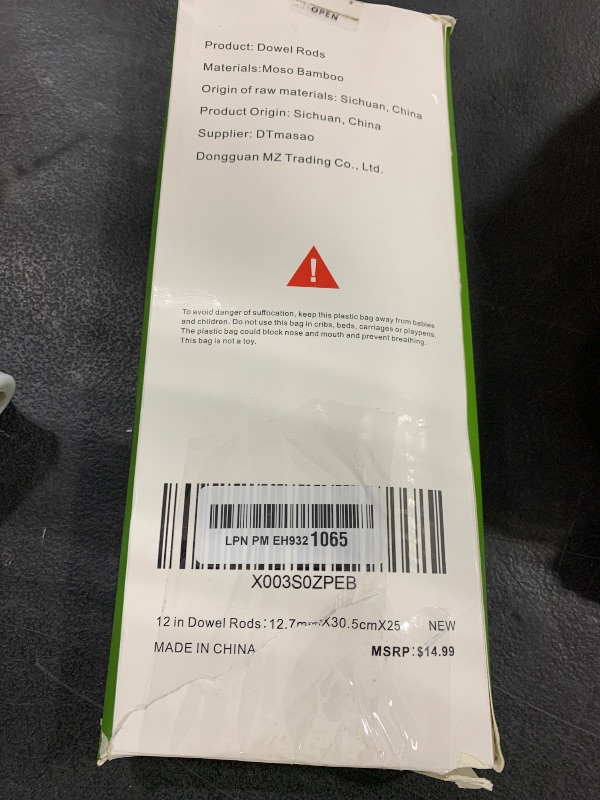 OPEN
Product: Dowel Rods
Materials:Moso Bamboo
Origin of raw materials: Sichuan, China
Product Origin: Sichuan, China
Supplier: DTmasao
Dongguan MZ Trading Co., Ltd.
!
To avoid danger of suffocation, keep this plastic bag away from babies
and children. Do not use this bag in cribs, beds, carriages or playpens.
The plastic bag could block nose and mouth and prevent breathing.
This bag is not a toy.
LPN PM EH932 1065
X003S0ZPEB
12 in Dowel Rods:12.7mmX30.5cmX25 NEW
MADE IN CHINA MSRP:$14.99